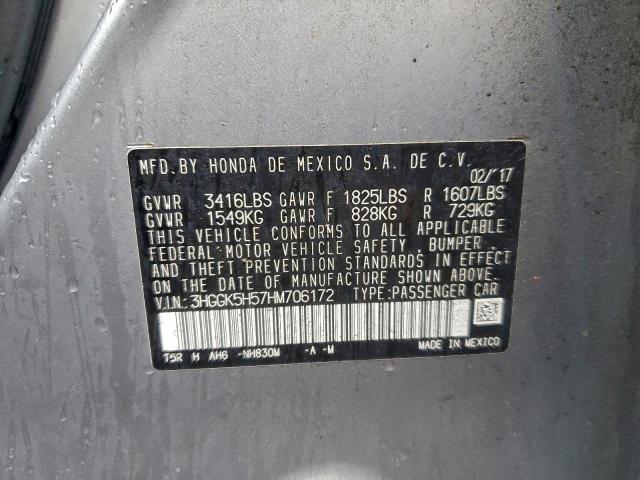 MFD. BY HONDA DE MEXICO S.A. DE C.V.
02/'17
GVWR 3416LBS GAWR F 1825LBS R 1607LBS
GVWR 1549KG GAWR F 828KG R 729KG
THIS VEHICLE CONFORMS TO ALL APPLICABLE
FEDERAL MOTOR VEHICLE SAFETY, BUMPER,
AND THEFT PREVENTION STANDARDS IN EFFECT
ON THE DATE OF MANUFACTURE SHOWN ABOVE.
V.I.N.: 3HGGK5H57HM706172 TYPE: PASSENGER CAR
T5R H AH6 -NH830M -A -M MADE IN MEXICO